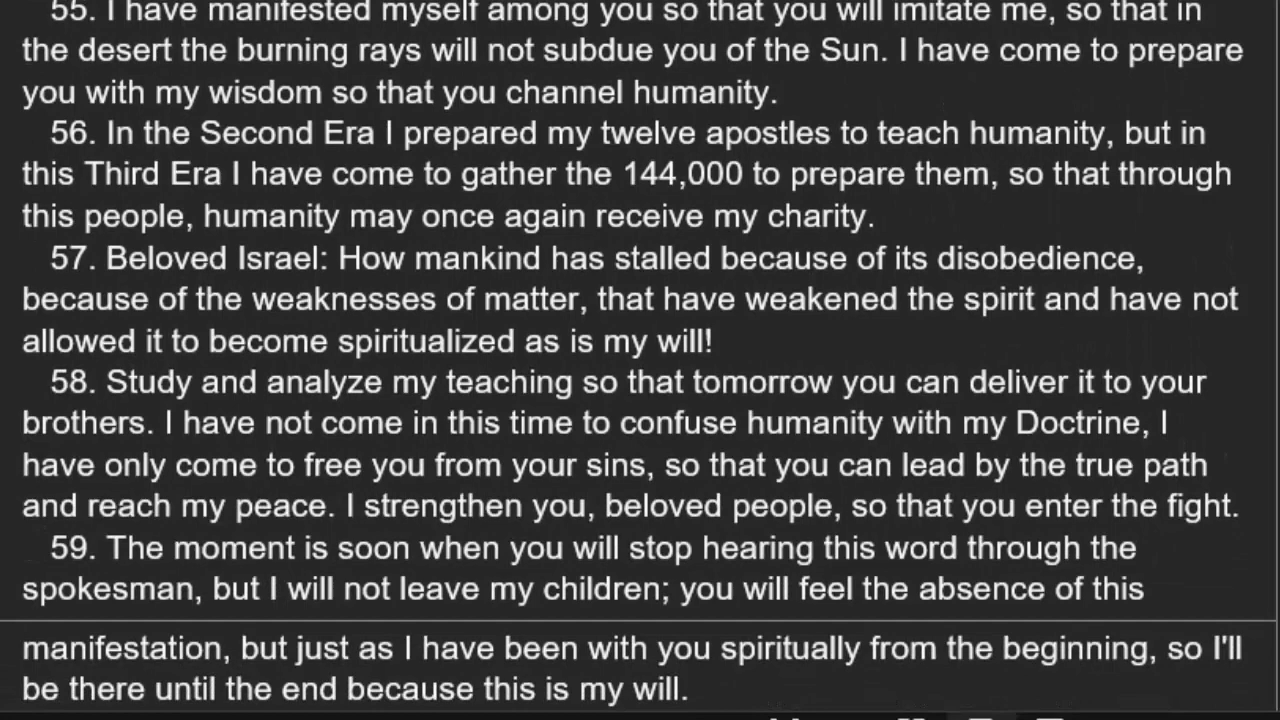 55. I have manifested myself among you so that you will imitate me, so that in
the desert the burning rays will not subdue you of the Sun. I have come to prepare
you with my wisdom so that you channel humanity.
56. In the Second Era I prepared my twelve apostles to teach humanity, but in
this Third Era I have come to gather the 144,000 to prepare them, so that through
this people, humanity may once again receive my charity.
57. Beloved Israel: How mankind has stalled because of its disobedience,
because of the weaknesses of matter, that have weakened the spirit and have not
allowed it to become spiritualized as is my will!
58. Study and analyze my teaching so that tomorrow you can deliver it to your
brothers. I have not come in this time to confuse humanity with my Doctrine, I
have only come to free you from your sins, so that you can lead by the true path
and reach my peace. I strengthen you, beloved people, so that you enter the fight.
59. The moment is soon when you will stop hearing this word through the
spokesman, but I will not leave my children; you will feel the absence of this
manifestation, but just as I have been with you spiritually from the beginning, so I'll
be there until the end because this is my will.